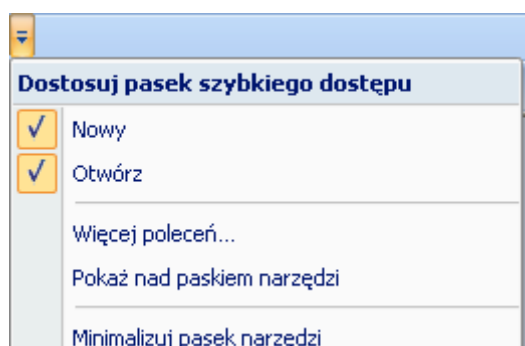 Dostosuj pasek szybkiego dostępu
Nowy
Otwórz
Więcej poleceń...
Pokaż nad paskiem narzędzi
Minimalizuj pasek narzędzi